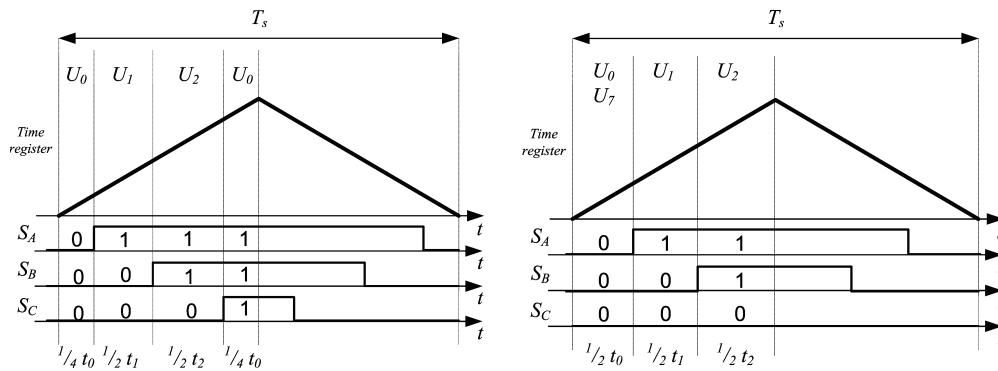 T_s
U_0 U_1 U_2 U_0
Time
register
t
S_A 0 1 1 1
t
S_B 0 0 1 1
t
S_C 0 0 0 1
t
1/4 t_0 1/2 t_1 1/2 t_2 1/4 t_0
T_s
U_0 U_1 U_2
U_7
Time
register
S_A 0 1 1
S_B 0 0 1
S_C 0 0 0
1/2 t_0 1/2 t_1 1/2 t_2